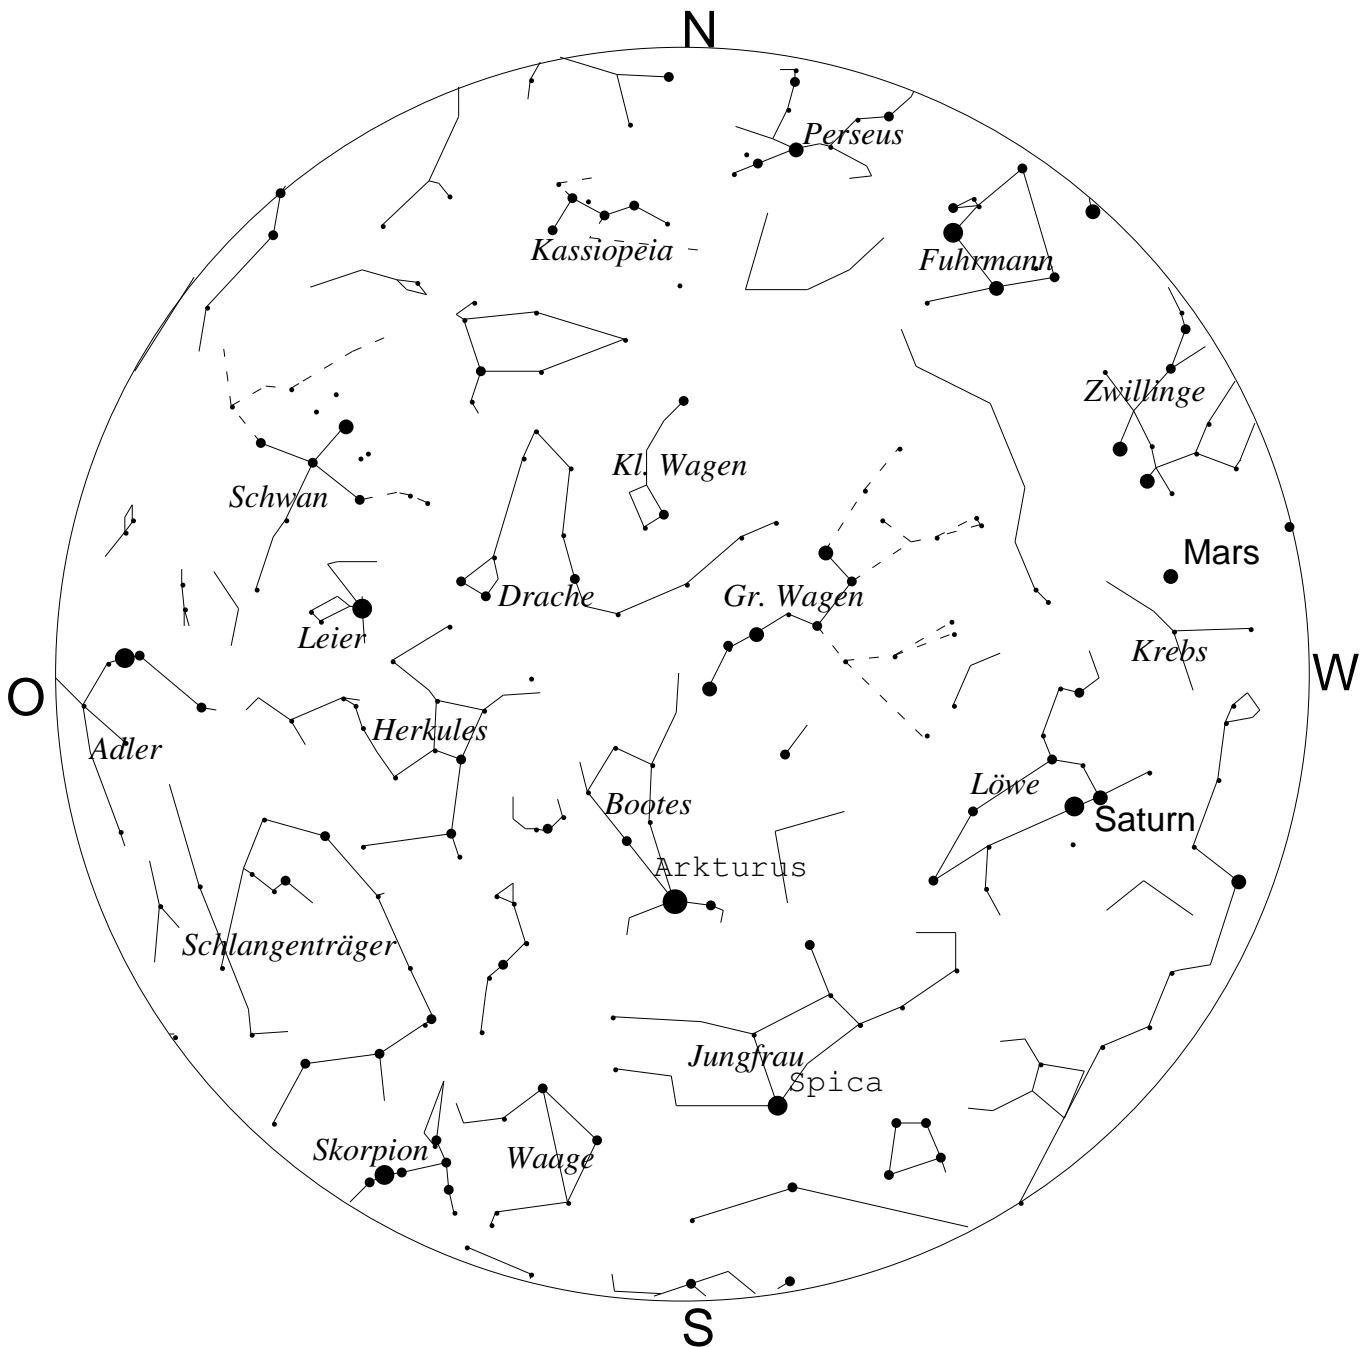 N
Perseus
Kassiopeia
Fuhrmann
Zwillinge
Kl. Wagen
Schwan
Mars
Drache
Gr. Wagen
Leier
Krebs
O
W
Adler
Herkules
Bootes
Löwe
Saturn
Arkturus
Schlangenträger
Jungfrau
Spica
Skorpion
Waage
S